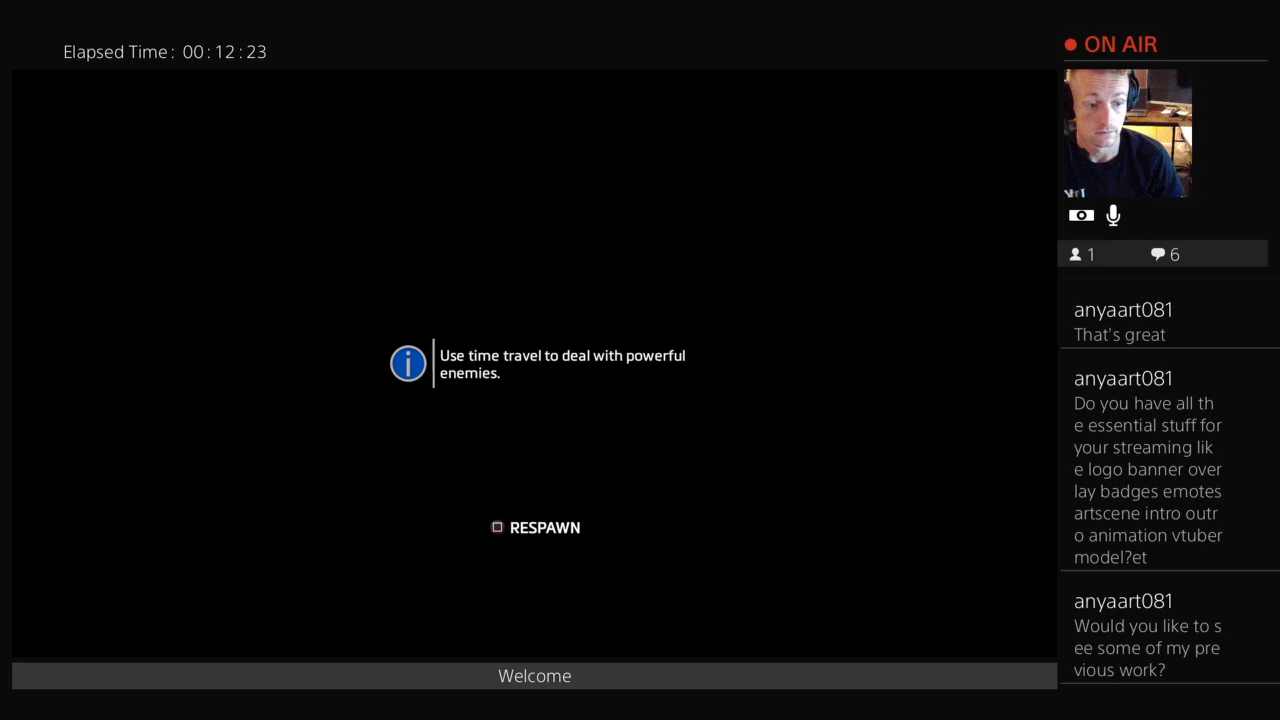 Elapsed Time: 00:12:23
ON AIR
1
6
anyaart081
That's great
anyaart081
Do you have all th
e essential stuff for
your streaming lik
e logo banner over
lay badges emotes
artscene intro outr
o animation vtuber
model?et
anyaart081
Would you like to s
ee some of my pre
vious work?
Use time travel to deal with powerful
enemies.
RESPAWN
Welcome